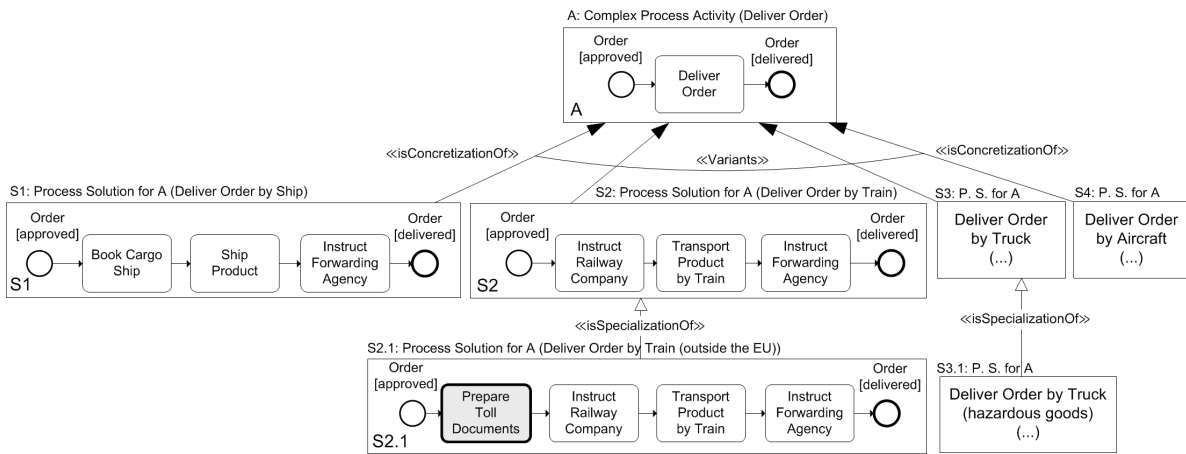 A: Complex Process Activity (Deliver Order)
Order
[approved]
Order
[delivered]
Deliver
Order
A
≪isConcretizationOf≫
≪Variants≫
≪isConcretizationOf≫
S1: Process Solution for A (Deliver Order by Ship)
Order
[approved]
Order
[delivered]
Book Cargo
Ship
Ship
Product
Instruct
Forwarding
Agency
S1
S2: Process Solution for A (Deliver Order by Train)
Order
[approved]
Order
[delivered]
Instruct
Railway
Company
Transport
Product
by Train
Instruct
Forwarding
Agency
S2
S3: P. S. for A
Deliver Order
by Truck
(...)
S4: P. S. for A
Deliver Order
by Aircraft
(...)
≪isSpecializationOf≫
≪isSpecializationOf≫
S2.1: Process Solution for A (Deliver Order by Train (outside the EU))
Order
[approved]
Order
[delivered]
Prepare
Toll
Documents
Instruct
Railway
Company
Transport
Product
by Train
Instruct
Forwarding
Agency
S2.1
S3.1: P. S. for A
Deliver Order by Truck
(hazardous goods)
(...)